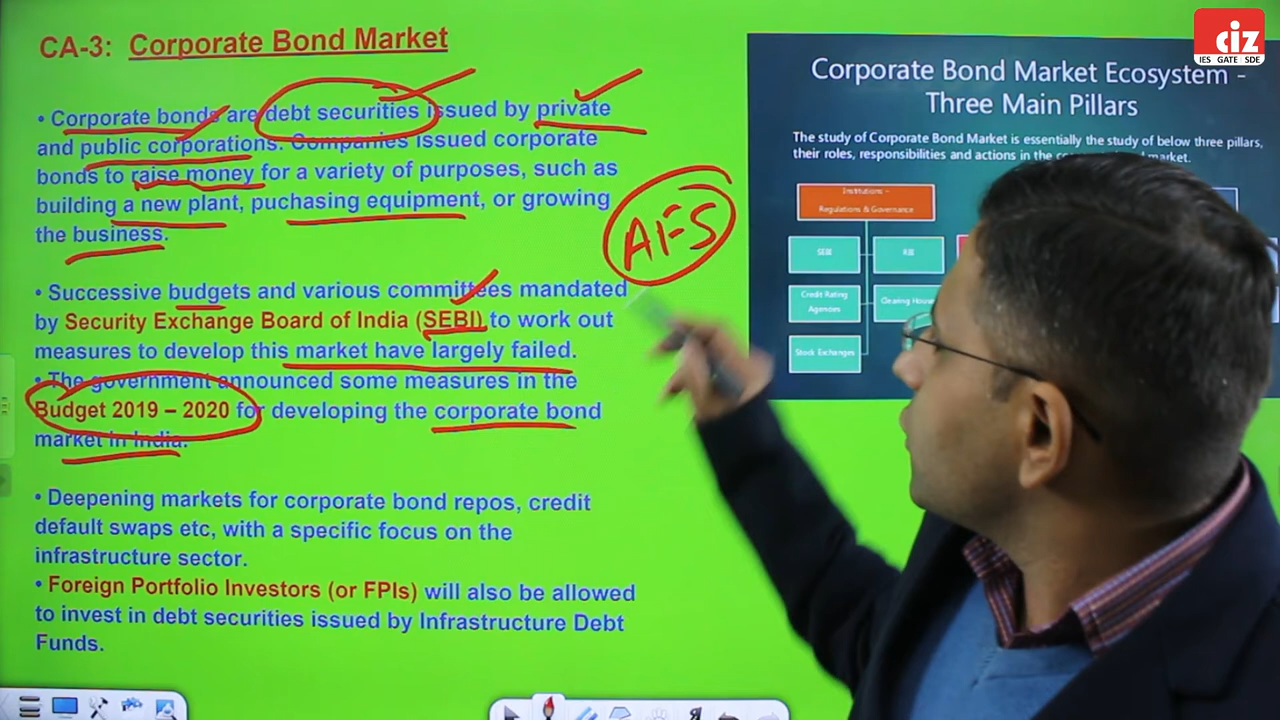 CA-3: Corporate Bond Market
• Corporate bonds are debt securities issued by private
and public corporations. Companies issued corporate
bonds to raise money for a variety of purposes, such as
building a new plant, puchasing equipment, or growing
the business.
• Successive budgets and various committees mandated
by Security Exchange Board of India (SEBI) to work out
measures to develop this market have largely failed.
• The government announced some measures in the
Budget 2019 – 2020 for developing the corporate bond
market in India.
• Deepening markets for corporate bond repos, credit
default swaps etc, with a specific focus on the
infrastructure sector.
• Foreign Portfolio Investors (or FPIs) will also be allowed
to invest in debt securities issued by Infrastructure Debt
Funds.
AFS
Corporate Bond Market Ecosystem -
Three Main Pillars
The study of Corporate Bond Market is essentially the study of below three pillars,
their roles, responsibilities and actions in the market.
Institutions -
Regulations & Governance
SEBI
RBI
Credit Rating
Agencies
Clearing
Stock Exchanges
ciz
IES GATE SDE